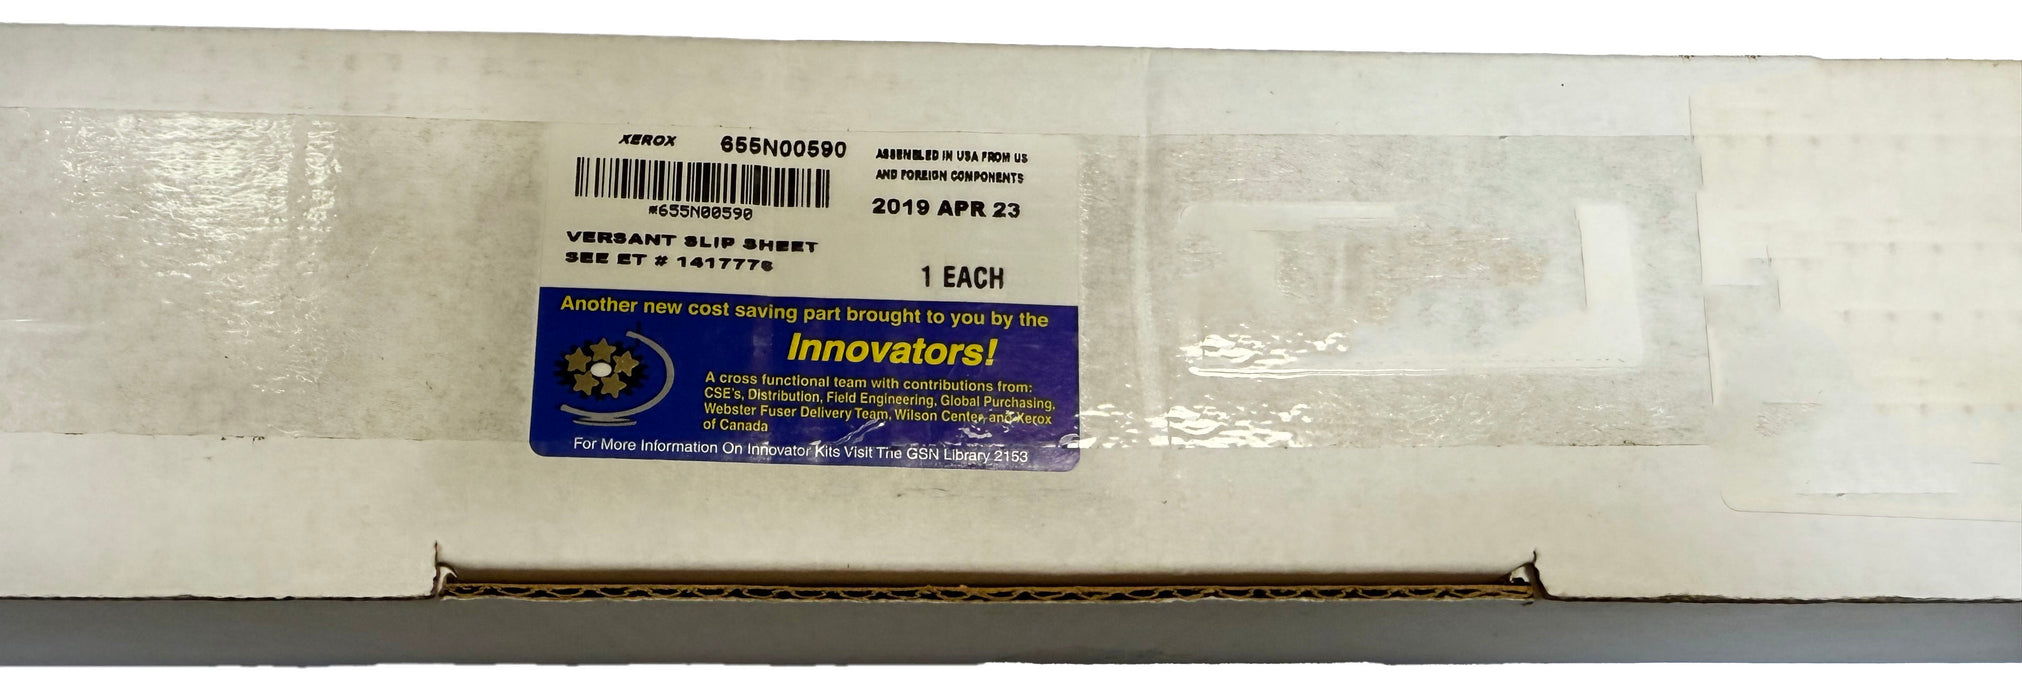 XEROX 655N00590
ASSEMBLED IN USA FROM US
AND FOREIGN COMPONENTS
*655N00590
2019 APR 23
VERSANT SLIP SHEET
SEE ET # 1417776
1 EACH
Another new cost saving part brought to you by the
Innovators!
A cross functional team with contributions from:
CSE's, Distribution, Field Engineering, Global Purchasing,
Webster Fuser Delivery Team, Wilson Center, and Xerox
of Canada
For More Information On Innovator Kits Visit The GSN Library 2153